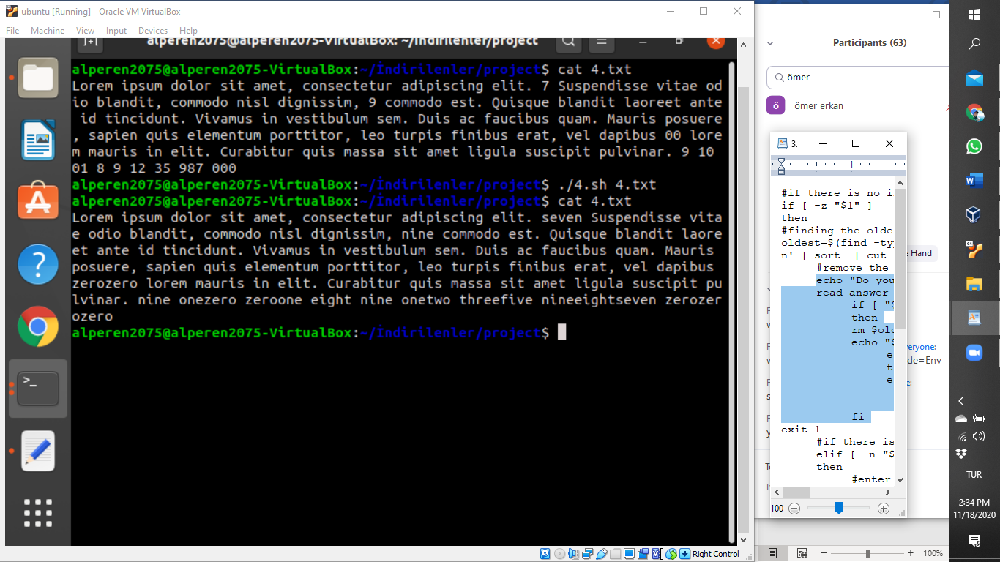 ubuntu [Running] - Oracle VM VirtualBox
File Machine View Input Devices Help
alperen2075@alperen2075-VirtualBox: ~/İndirilenler/project
alperen2075@alperen2075-VirtualBox:~/İndirilenler/project$ cat 4.txt
Lorem ipsum dolor sit amet, consectetur adipiscing elit. 7 Suspendisse vitae od
io blandit, commodo nisl dignissim, 9 commodo est. Quisque blandit laoreet ante
id tincidunt. Vivamus in vestibulum sem. Duis ac faucibus quam. Mauris posuere
, sapien quis elementum porttitor, leo turpis finibus erat, vel dapibus 00 lore
m mauris in elit. Curabitur quis massa sit amet ligula suscipit pulvinar. 9 10
01 8 9 12 35 987 000
alperen2075@alperen2075-VirtualBox:~/İndirilenler/project$ ./4.sh 4.txt
alperen2075@alperen2075-VirtualBox:~/İndirilenler/project$ cat 4.txt
Lorem ipsum dolor sit amet, consectetur adipiscing elit. seven Suspendisse vita
e odio blandit, commodo nisl dignissim, nine commodo est. Quisque blandit laore
et ante id tincidunt. Vivamus in vestibulum sem. Duis ac faucibus quam. Mauris
posuere, sapien quis elementum porttitor, leo turpis finibus erat, vel dapibus
zerozero lorem mauris in elit. Curabitur quis massa sit amet ligula suscipit pu
lvinar. nine onezero zeroone eight nine onetwo threefive nineeightseven zerozer
ozero
alperen2075@alperen2075-VirtualBox:~/İndirilenler/project$
Right Control
Participants (63)
ömer
ö
ömer erkan
3.
1
#if there is no i
if [ -z "$1" ]
then
#finding the olde
oldest=$(find -ty
n' | sort | cut
#remove the
echo "Do you
read answer
if [ "$
then
rm $old
echo "$
e
e
fi
exit 1
#if there is
elif [ -n "$
then
#enter
100
e Hand
veryone:
de=Env
e:
100%
TUR
2:34 PM
11/18/2020